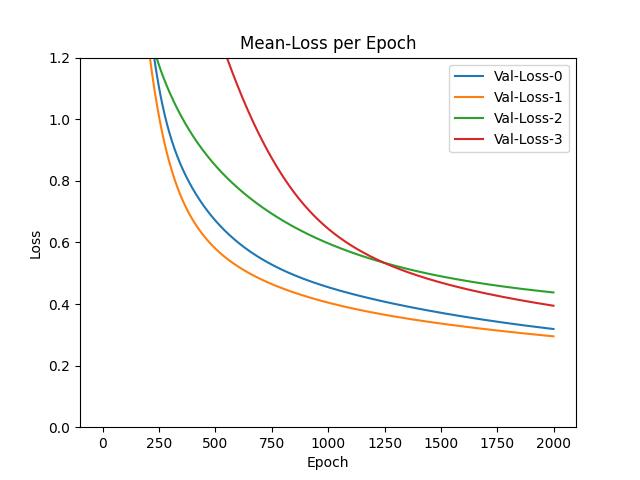 Mean-Loss per Epoch
1.2
1.0
0.8
0.6
0.4
0.2
0.0
Loss
Val-Loss-0
Val-Loss-1
Val-Loss-2
Val-Loss-3
0 250 500 750 1000 1250 1500 1750 2000
Epoch